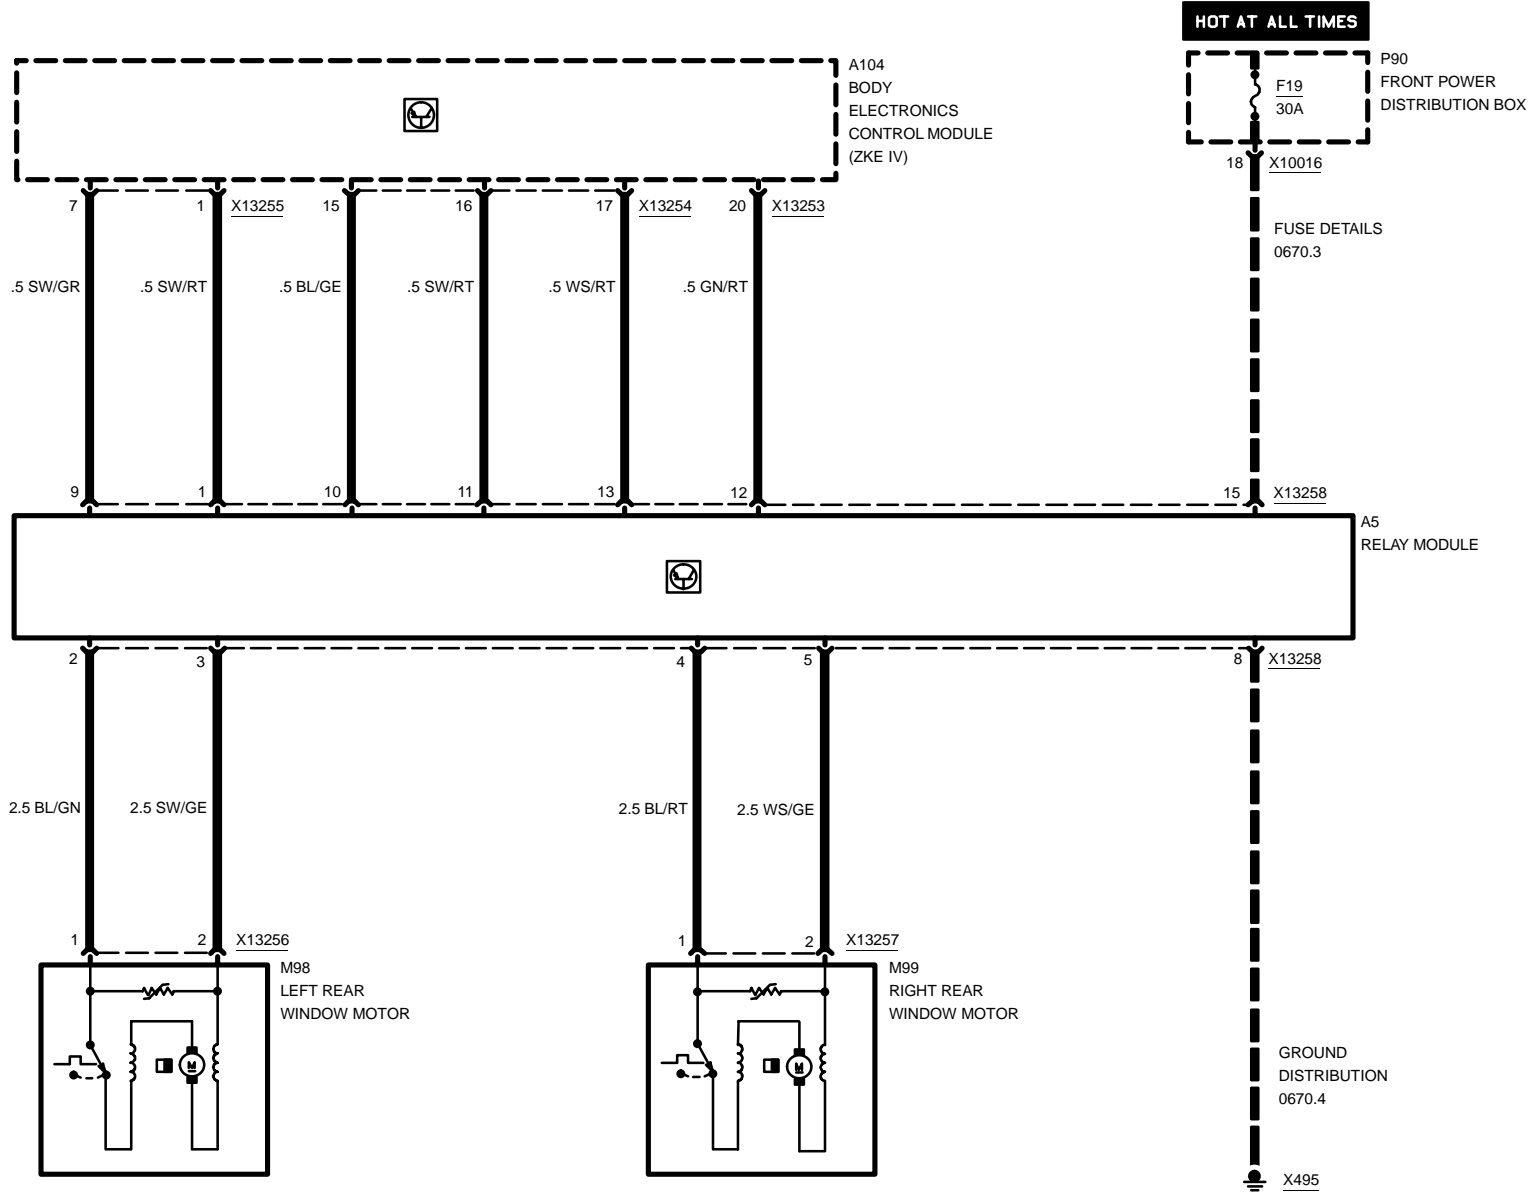 HOT AT ALL TIMES
A104
BODY
ELECTRONICS
CONTROL MODULE
(ZKE IV)
P90
FRONT POWER
DISTRIBUTION BOX
F19
30A
18 X10016
7 1 X13255 15 16 17 X13254 20 X13253
FUSE DETAILS
0670.3
.5 SW/GR .5 SW/RT .5 BL/GE .5 SW/RT .5 WS/RT .5 GN/RT
9 1 10 11 13 12 15 X13258
A5
RELAY MODULE
2 3 4 5 8 X13258
2.5 BL/GN 2.5 SW/GE 2.5 BL/RT 2.5 WS/GE
1 2 X13256 1 2 X13257
M98
LEFT REAR
WINDOW MOTOR
M
M99
RIGHT REAR
WINDOW MOTOR
M
GROUND
DISTRIBUTION
0670.4
X495